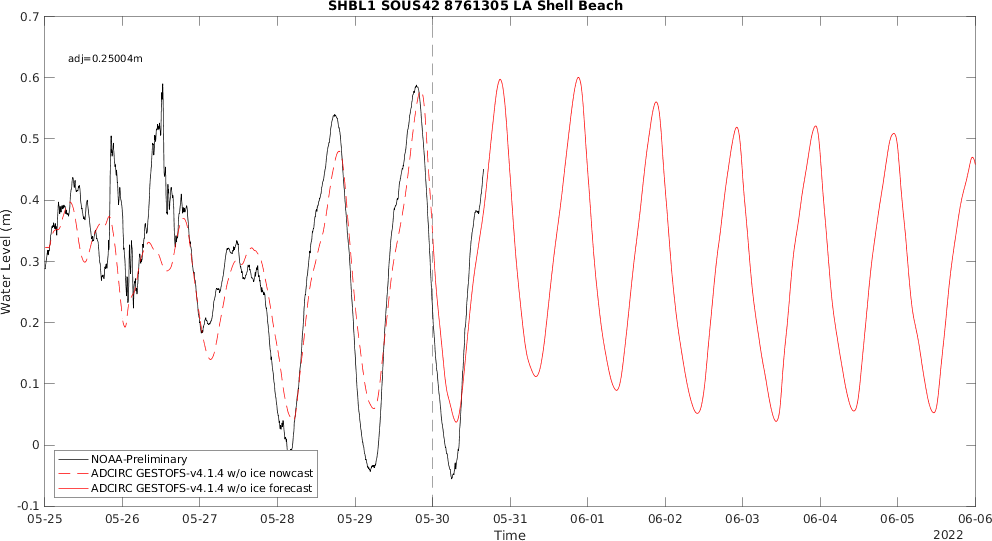 SHBL1 SOUS42 8761305 LA Shell Beach
adj=0.25004m
Water Level (m)
0.7
0.6
0.5
0.4
0.3
0.2
0.1
0
-0.1
NOAA-Preliminary
ADCIRC GESTOFS-v4.1.4 w/o ice nowcast
ADCIRC GESTOFS-v4.1.4 w/o ice forecast
05-25 05-26 05-27 05-28 05-29 05-30 05-31 06-01 06-02 06-03 06-04 06-05 06-06
Time
2022